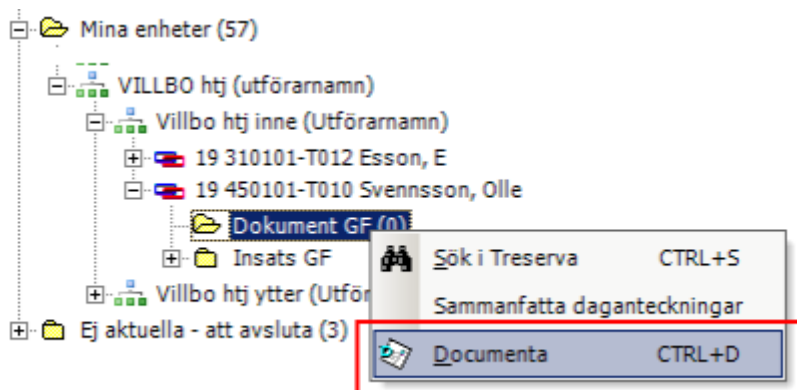 Mina enheter (57)
VILLBO htj (utförarnamn)
Villbo htj inne (Utförarnamn)
19 310101-T012 Esson, E
19 450101-T010 Svennsson, Olle
Dokument GF (0)
Insats GF
Sök i Treserva CTRL+S
Villbo htj ytter (Utför
Sammanfatta daganteckningar
Ej aktuella - att avsluta (3)
Documenta CTRL+D